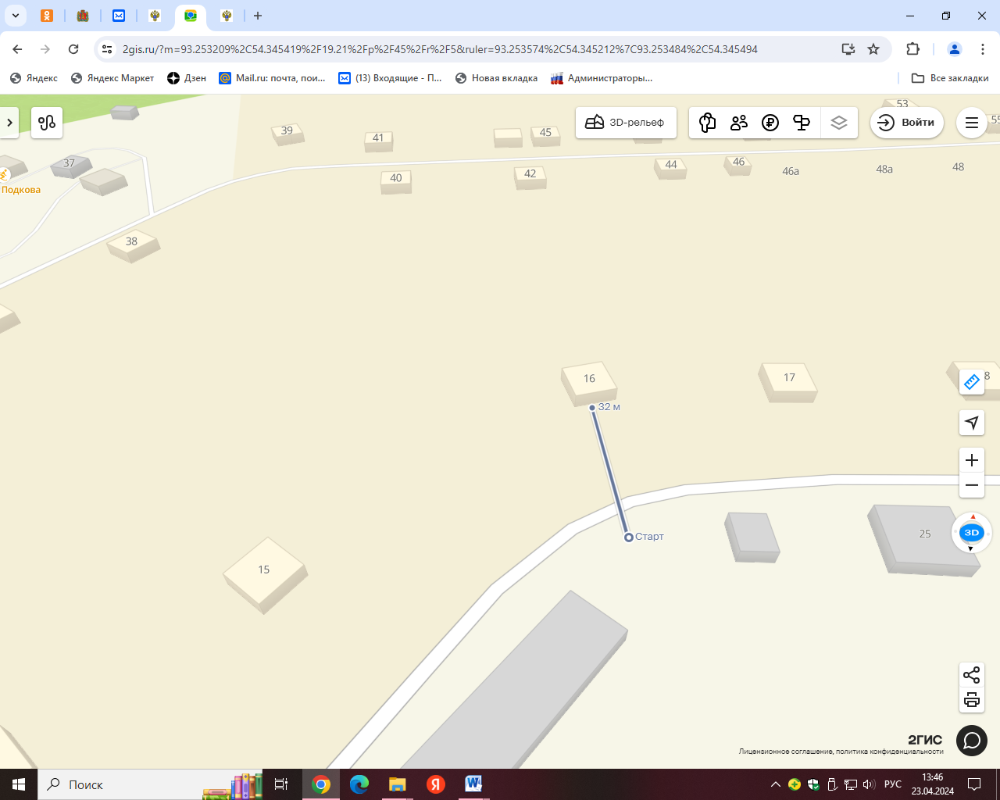 2gis.ru/?m=93.253209%2C54.345419%2F19.21%2Fp%2F45%2Fr%2F5&ruler=93.253574%2C54.345212%7C93.253484%2C54.345494
Яндекс
Яндекс Маркет
Дзен
Mail.ru: почта, пои...
(13) Входящие - П...
Новая вкладка
Администраторы...
Все закладки
3D-рельеф
Войти
53
55
39
41
45
37
40
42
44
46
46а
48а
48
Подкова
38
16
17
8
32 м
Старт
25
3D
15
2ГИС
Лицензионное соглашение, политика конфиденциальности
Поиск
РУС
13:46
23.04.2024